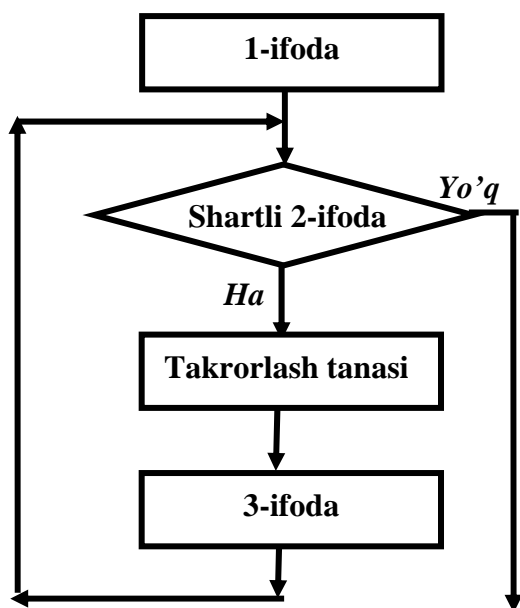 1-ifoda
Yo’q
Shartli 2-ifoda
Ha
Takrorlash tanasi
3-ifoda